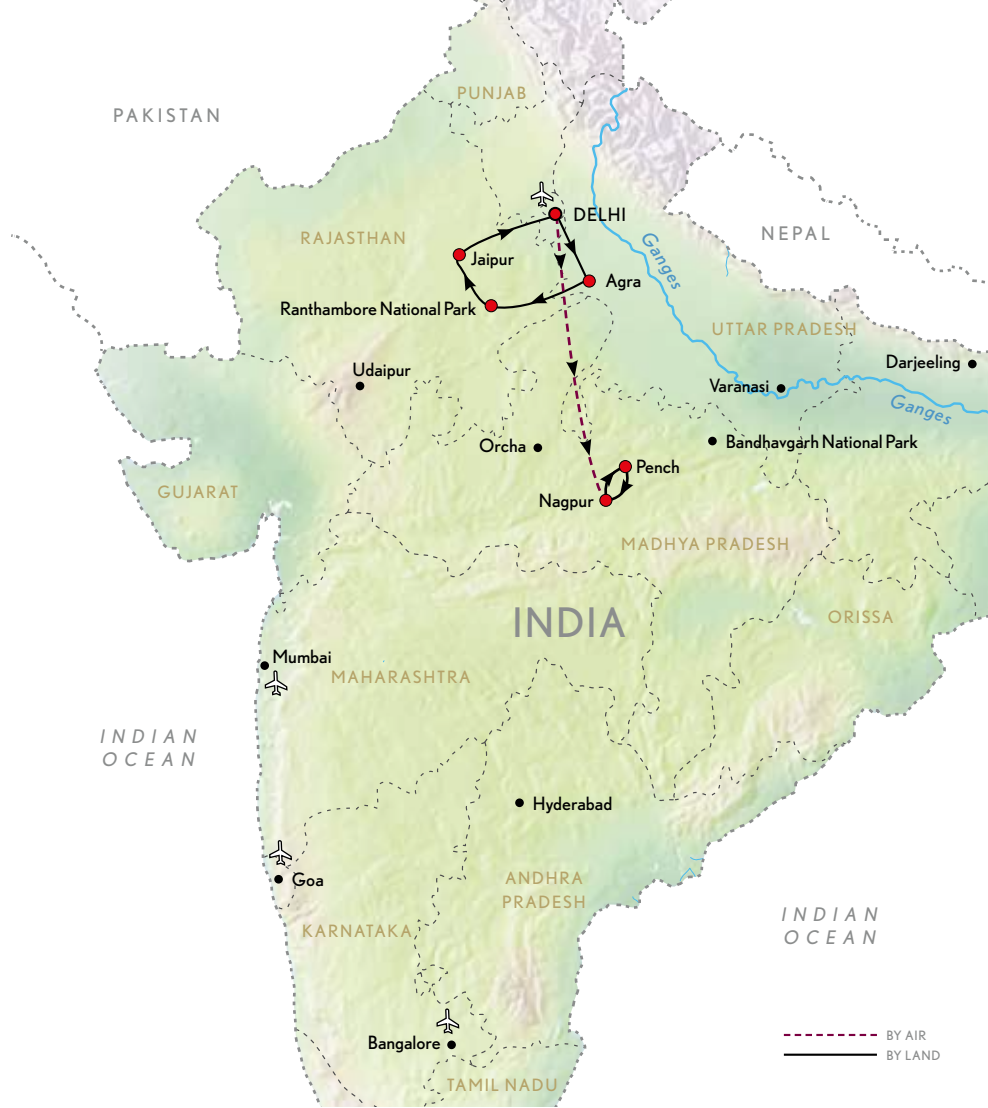 PUNJAB
PAKISTAN
DELHI
NEPAL
RAJASTHAN
Jaipur
Ganges
Agra
Ranthambore National Park
UTTAR PRADESH
Darjeeling
Udaipur
Varanasi
Ganges
Orcha
Bandhavgarh National Park
Pench
GUJARAT
Nagpur
MADHYA PRADESH
INDIA
ORISSA
Mumbai
MAHARASHTRA
INDIAN
OCEAN
Hyderabad
Goa
ANDHRA
PRADESH
INDIAN
OCEAN
KARNATAKA
Bangalore
BY AIR
BY LAND
TAMIL NADU